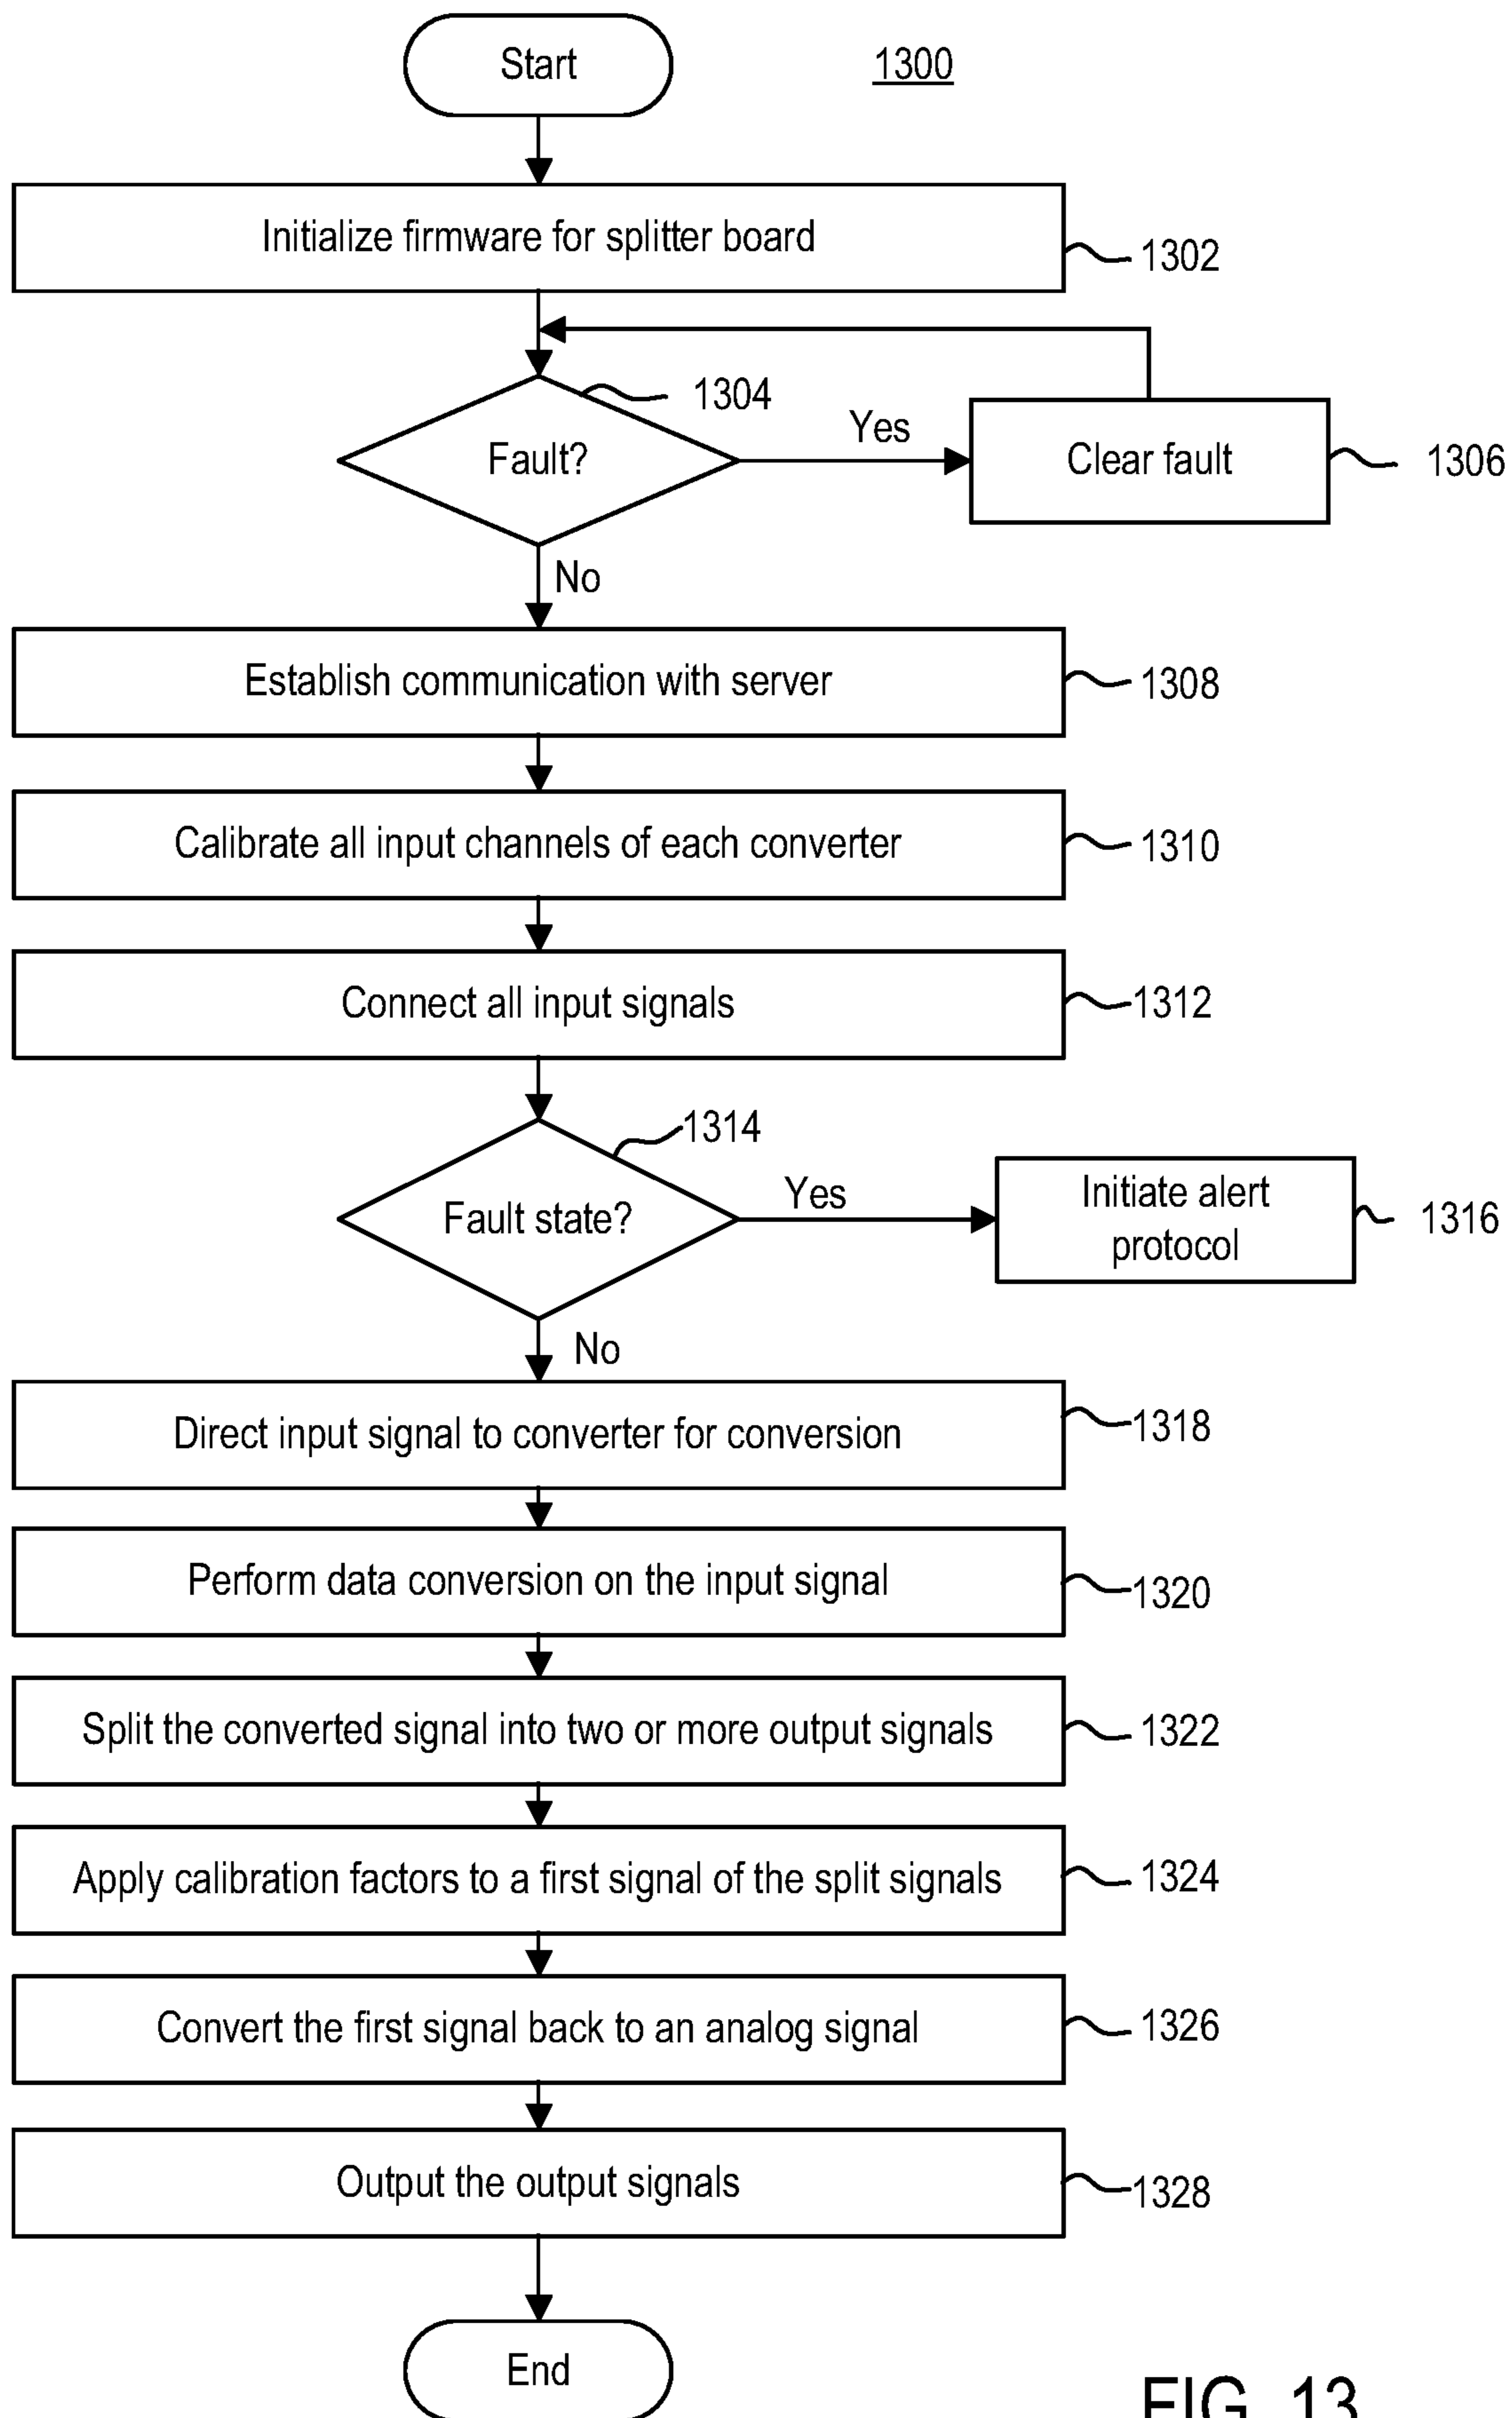 Start
1300
Initialize firmware for splitter board
1302
1304
Fault?
Yes
Clear fault
1306
No
Establish communication with server
1308
Calibrate all input channels of each converter
1310
Connect all input signals
1312
1314
Fault state?
Yes
Initiate alert
protocol
1316
No
Direct input signal to converter for conversion
1318
Perform data conversion on the input signal
1320
Split the converted signal into two or more output signals
1322
Apply calibration factors to a first signal of the split signals
1324
Convert the first signal back to an analog signal
1326
Output the output signals
1328
End
FIG. 13